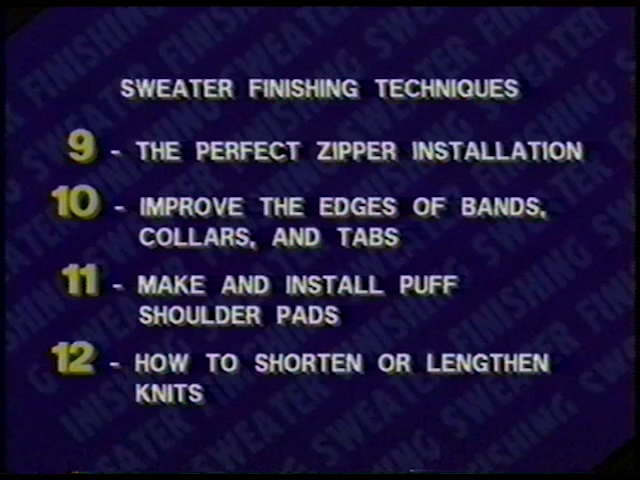 SWEATER FINISHING TECHNIQUES
9 - THE PERFECT ZIPPER INSTALLATION
10 - IMPROVE THE EDGES OF BANDS,
COLLARS, AND TABS
11 - MAKE AND INSTALL PUFF
SHOULDER PADS
12 - HOW TO SHORTEN OR LENGTHEN
KNITS